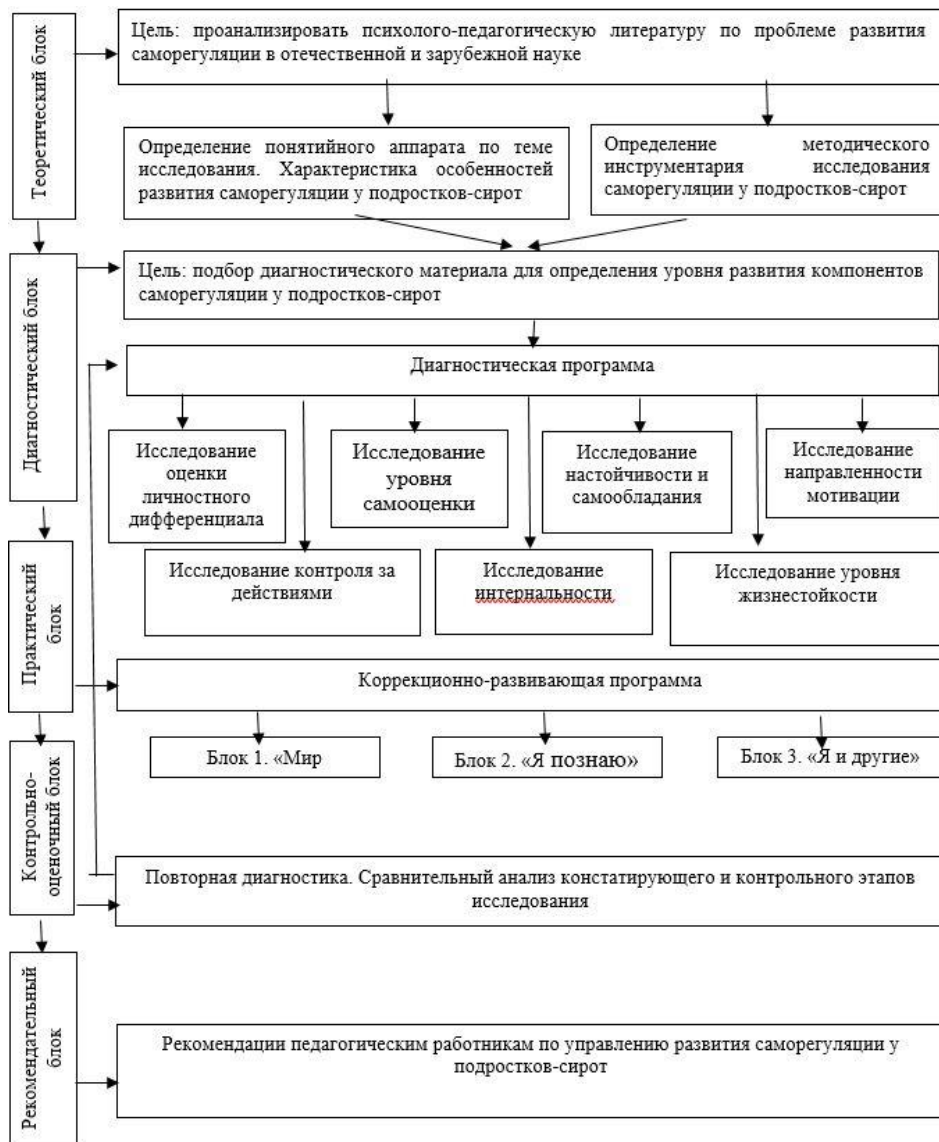 Теоретический блок
Цель: проанализировать психолого-педагогическую литературу по проблеме развития
саморегуляции в отечественной и зарубежной науке
Определение понятийного аппарата по теме
исследования. Характеристика особенностей
развития саморегуляции у подростков-сирот
Определение методического
инструментария исследования
саморегуляции у подростков-сирот
Диагностический блок
Цель: подбор диагностического материала для определения уровня развития компонентов
саморегуляции у подростков-сирот
Диагностическая программа
Исследование
оценки
личностного
дифференциала
Исследование
уровня
самооценки
Исследование
настойчивости и
самообладания
Исследование
направленности
мотивации
Исследование контроля за
действиями
Исследование
интернальности
Исследование уровня
жизнестойкости
Практический
блок
Коррекционно-развивающая программа
Блок 1. «Мир
Блок 2. «Я познаю»
Блок 3. «Я и другие»
Контрольно-
оценочный блок
Повторная диагностика. Сравнительный анализ констатирующего и контрольного этапов
исследования
Рекомендательный
блок
Рекомендации педагогическим работникам по управлению развития саморегуляции у
подростков-сирот